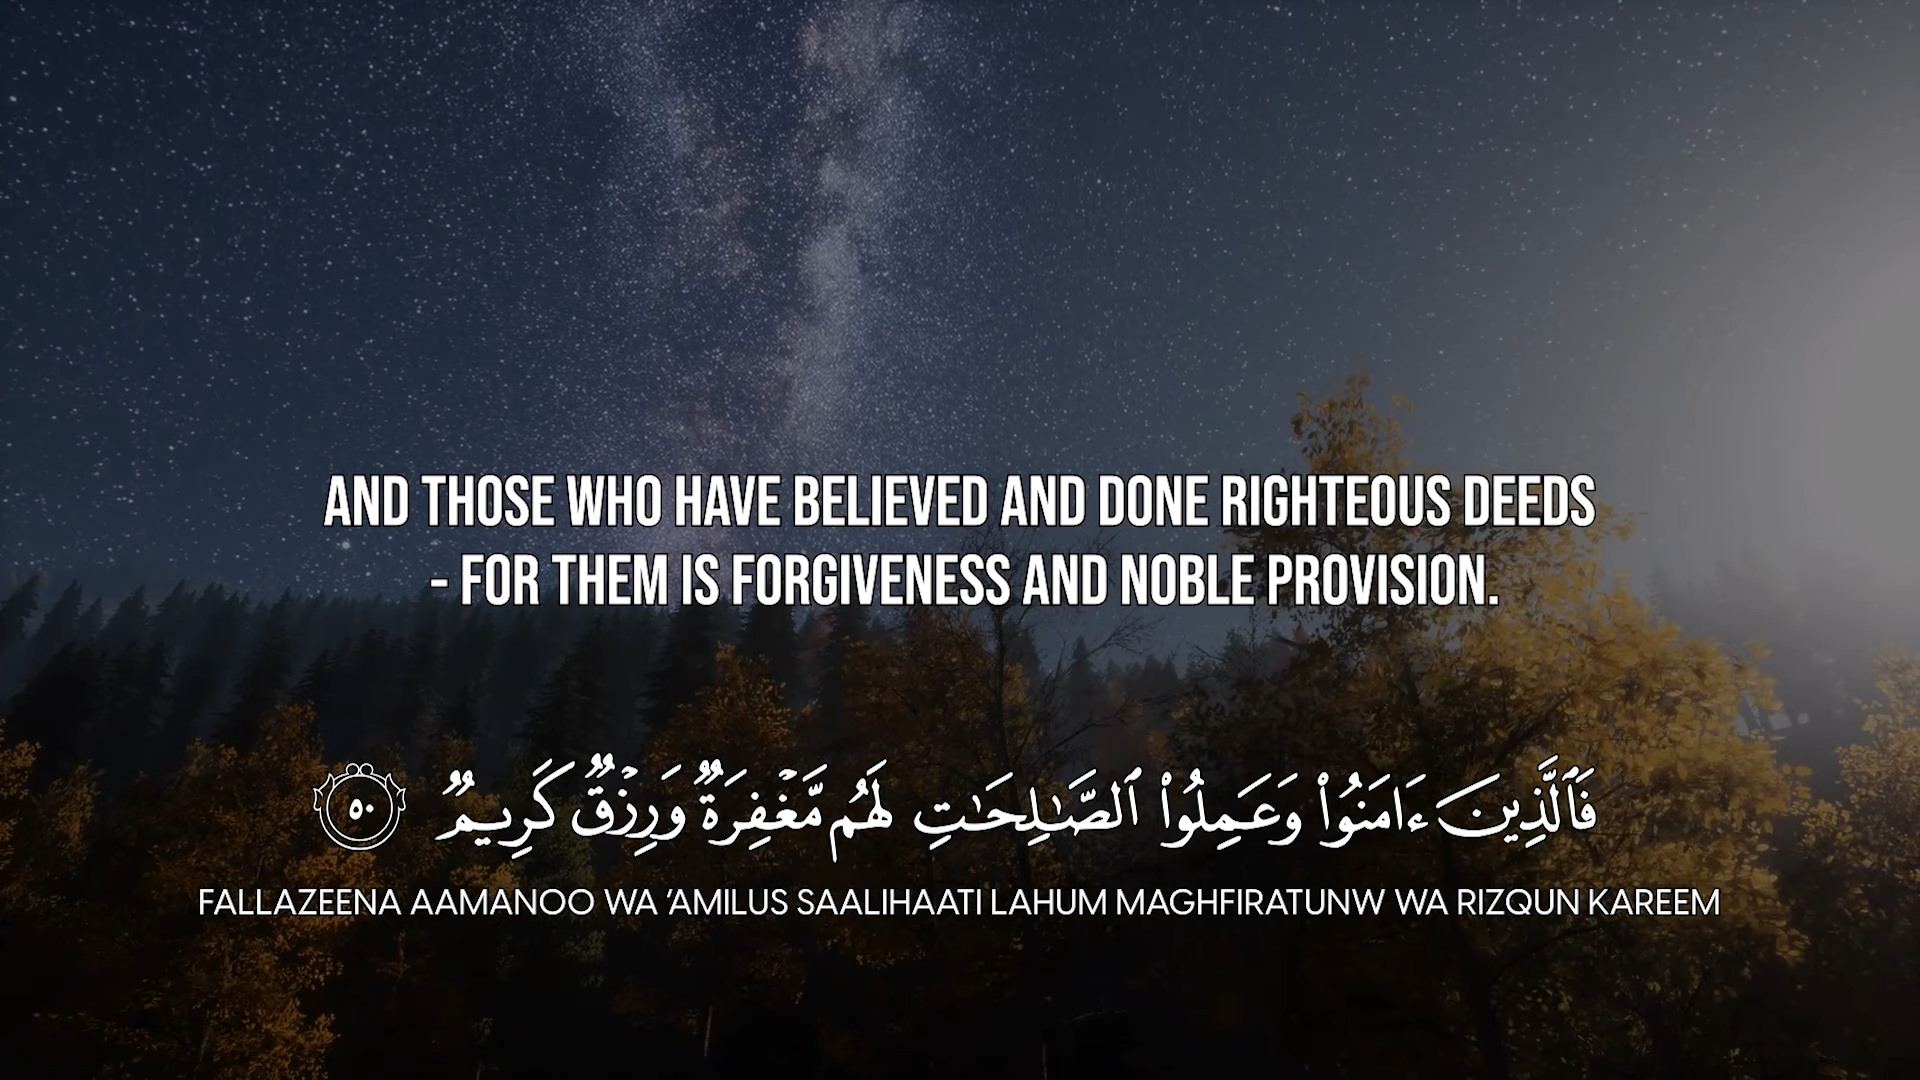 AND THOSE WHO HAVE BELIEVED AND DONE RIGHTEOUS DEEDS
- FOR THEM IS FORGIVENESS AND NOBLE PROVISION.
فَٱلَّذِينَ ءَامَنُوا۟ وَعَمِلُوا۟ ٱلصَّـٰلِحَـٰتِ لَهُم مَّغْفِرَةٌ وَرِزْقٌ كَرِيمٌ ٥٠
FALLAZEENA AAMANOO WA ‘AMILUS SAALIHAATI LAHUM MAGHFIRATUNW WA RIZQUN KAREEM